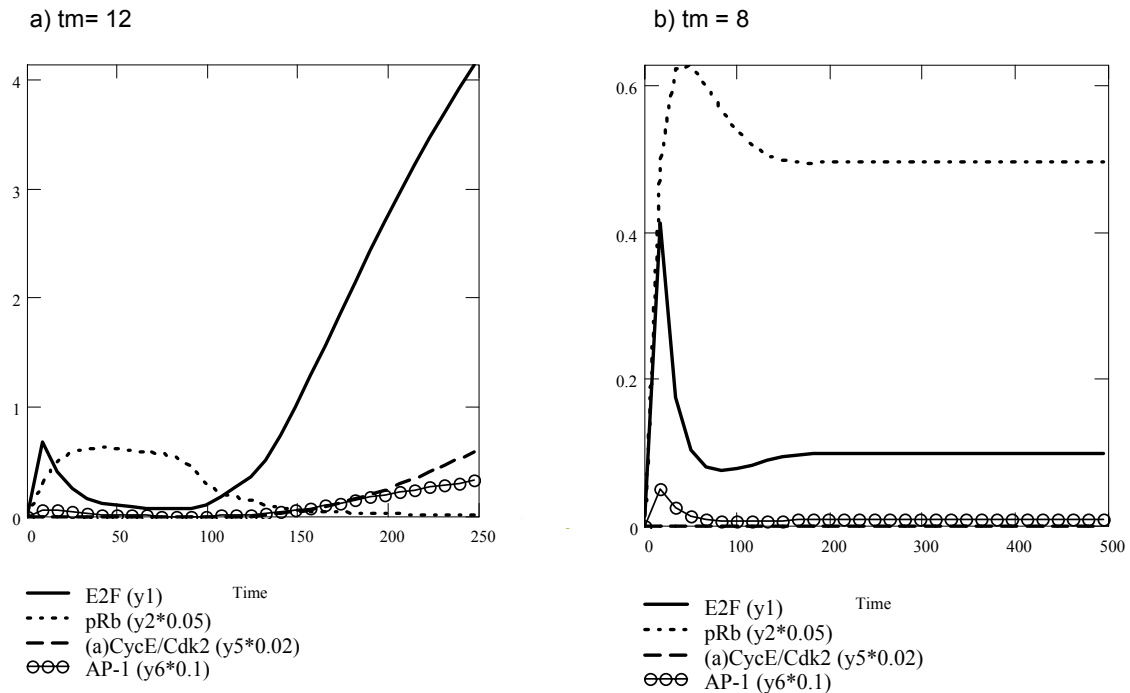 a) tm= 12
4
3
2
1
0
0 50 100 150 200 250
Time
E2F (y1)
pRb (y2*0.05)
(a)CycE/Cdk2 (y5*0.02)
AP-1 (y6*0.1)
b) tm = 8
0.6
0.4
0.2
0
0 100 200 300 400 500
Time
E2F (y1)
pRb (y2*0.05)
(a)CycE/Cdk2 (y5*0.02)
AP-1 (y6*0.1)